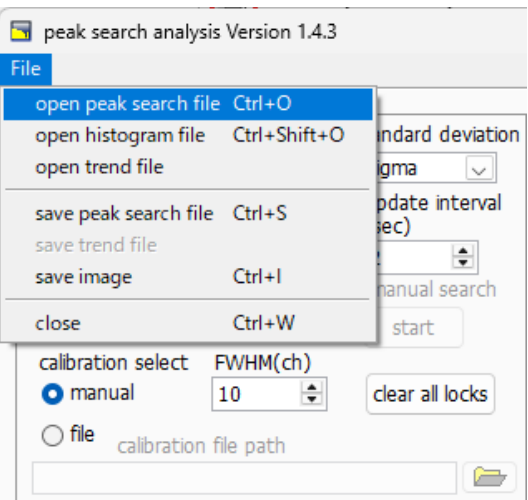 peak search analysis Version 1.4.3
File
open peak search file Ctrl+O
open histogram file Ctrl+Shift+O
open trend file
save peak search file Ctrl+S
save trend file
save image Ctrl+I
close Ctrl+W
ndard deviation
igma
pdate interval
sec)
manual search
start
calibration select FWHM(ch)
manual 10 clear all locks
file calibration file path